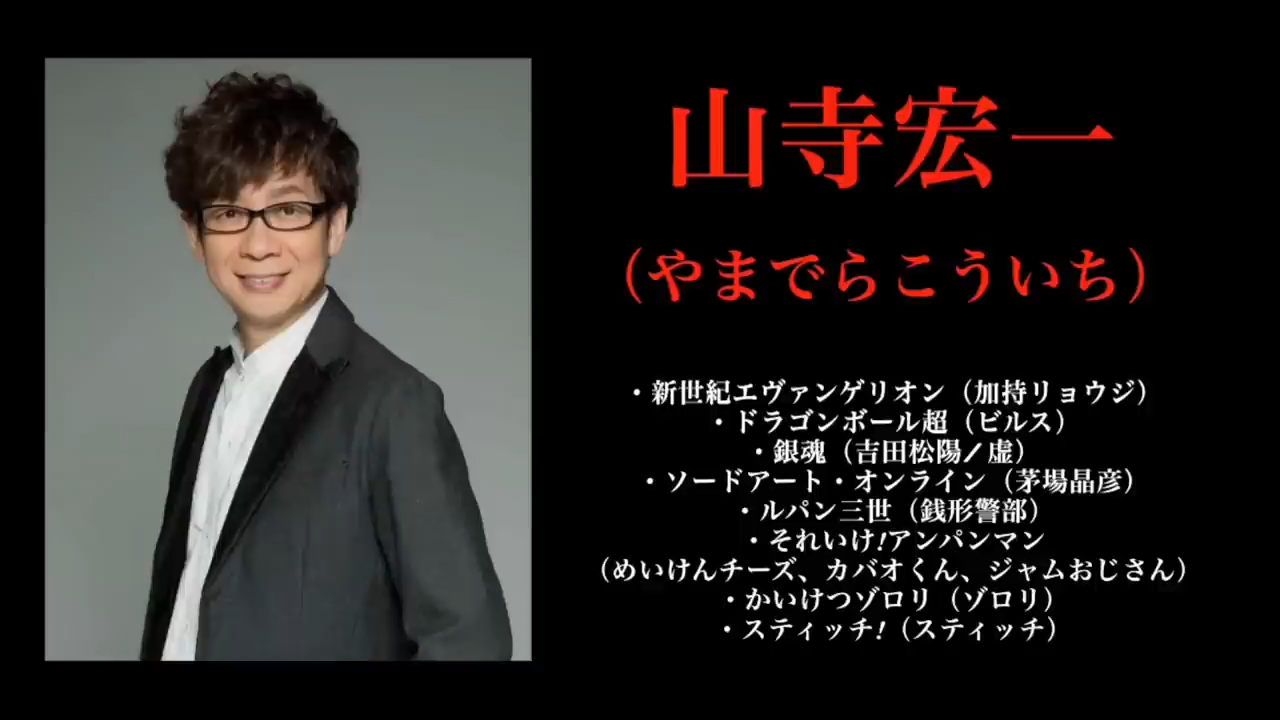 山寺宏一
（やまでらこういち）
・新世紀エヴァンゲリオン（加持リョウジ）
・ドラゴンボール超（ビルス）
・銀魂（吉田松陽/虚）
・ソードアート・オンライン（茅場晶彦）
・ルパン三世（銭形警部）
・それいけ!アンパンマン
（めいけんチーズ、カバオくん、ジャムおじさん）
・かいけつゾロリ（ゾロリ）
・スティッチ!（スティッチ）